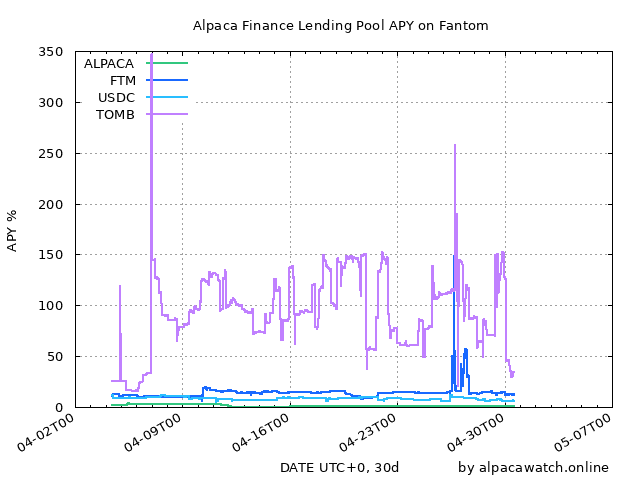 Alpaca Finance Lending Pool APY on Fantom
350
300
250
200
150
100
50
0
APY %
ALPACA
FTM
USDC
TOMB
04-02T00
04-09T00
04-16T00
04-23T00
04-30T00
05-07T00
DATE UTC+0, 30d
by alpacawatch.online